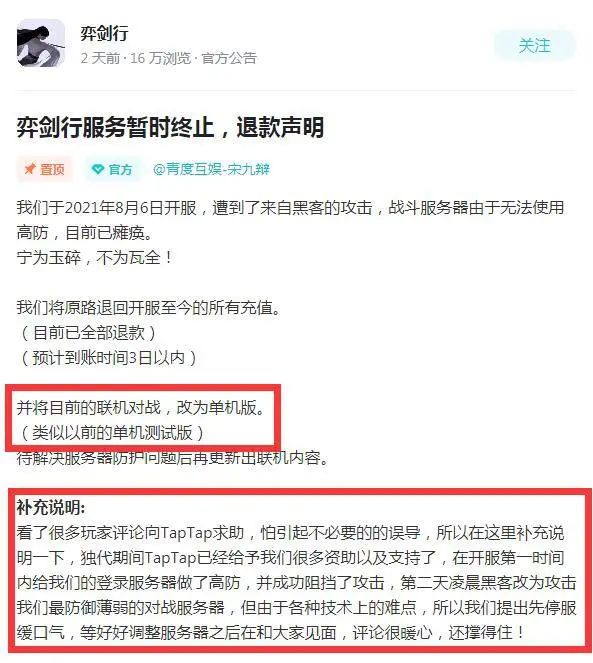 弈剑行
2 天前 · 16 万浏览 · 官方公告
关注
弈剑行服务暂时终止，退款声明
置顶 官方 @青度互娱-宋九辩
我们于2021年8月6日开服，遭到了来自黑客的攻击，战斗服务器由于无法使用
高防，目前已瘫痪。
宁为玉碎，不为瓦全！
我们将原路退回开服至今的所有充值。
（目前已全部退款）
（预计到账时间3日以内）
并将目前的联机对战，改为单机版。
（类似以前的单机测试版）
待解决服务器防护问题后再更新出联机内容。
补充说明:
看了很多玩家评论向TapTap求助，怕引起不必要的的误导，所以在这里补充说
明一下，独代期间TapTap已经给予我们很多资助以及支持了，在开服第一时间
内给我们的登录服务器做了高防，并成功阻挡了攻击，第二天凌晨黑客改为攻击
我们最防御薄弱的对战服务器，但由于各种技术上的难点，所以我们提出先停服
缓口气，等好好调整服务器之后在和大家见面，评论很暖心，还撑得住！